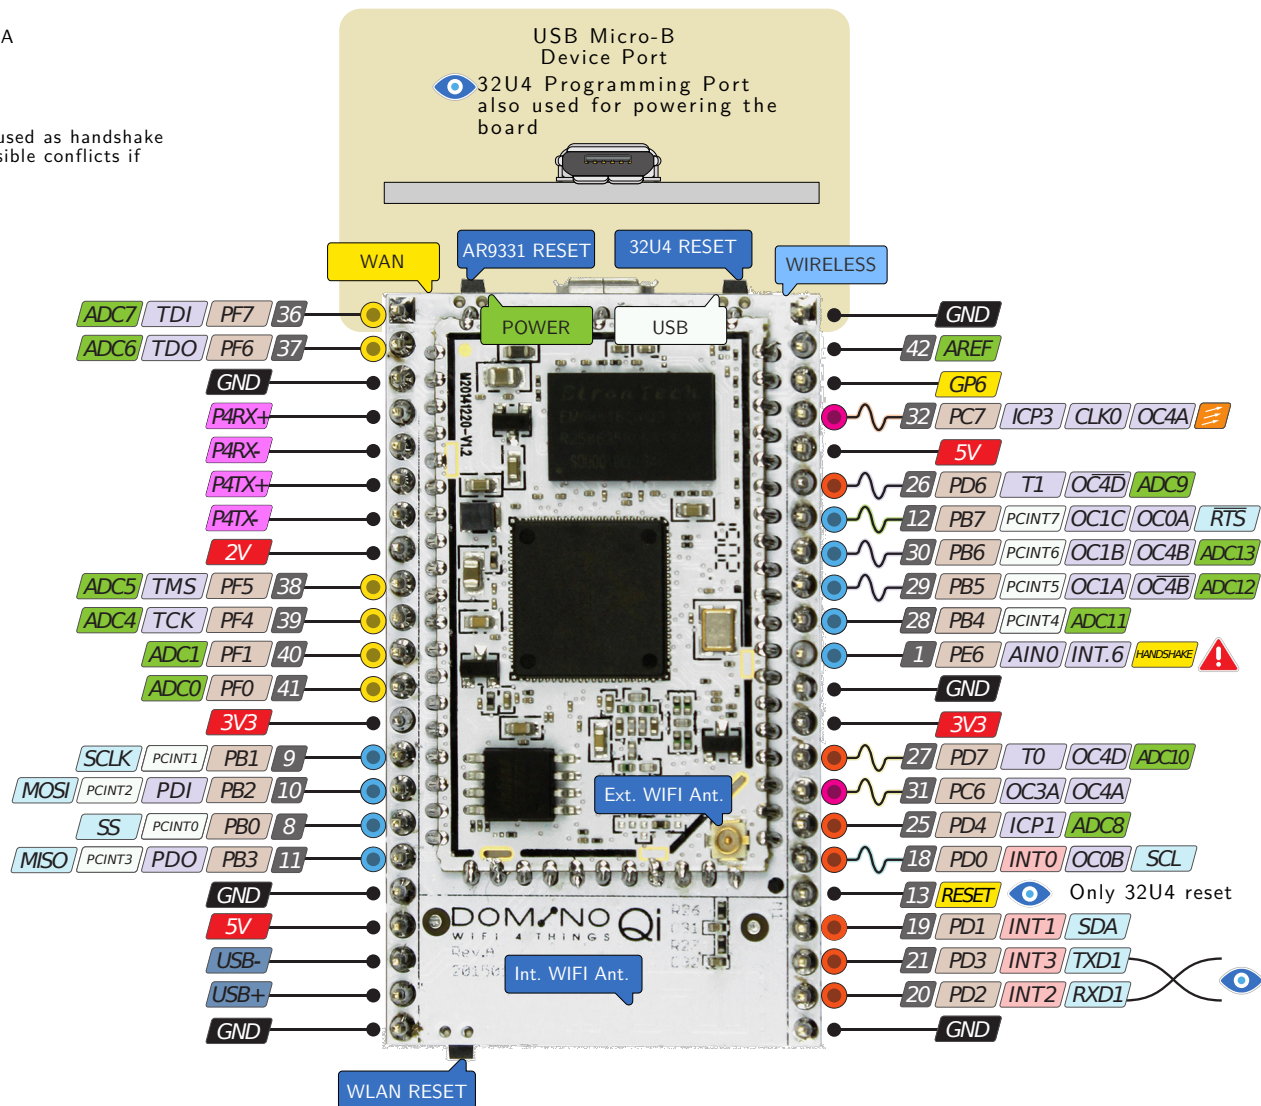 A
used as handshake
sible conflicts if
USB Micro-B
Device Port
32U4 Programming Port
also used for powering the
board
WAN
AR9331 RESET
32U4 RESET
WIRELESS
POWER
USB
ADC7 TDI PF7 36
ADC6 TDO PF6 37
GND
P4RX+
P4RX-
P4TX+
P4TX-
2V
ADC5 TMS PF5 38
ADC4 TCK PF4 39
ADC1 PF1 40
ADC0 PF0 41
3V3
SCLK PCINT1 PB1 9
MOSI PCINT2 PDI PB2 10
SS PCINT0 PB0 8
MISO PCINT3 PDO PB3 11
GND
5V
USB-
USB+
GND
GND
42 AREF
GP6
32 PC7 ICP3 CLK0 OC4A
5V
26 PD6 T1 OC4D ADC9
12 PB7 PCINT7 OC1C OC0A RTS
30 PB6 PCINT6 OC1B OC4B ADC13
29 PB5 PCINT5 OC1A OC4B ADC12
28 PB4 PCINT4 ADC11
1 PE6 AIN0 INT.6 HANDSHAKE
GND
3V3
27 PD7 T0 OC4D ADC10
31 PC6 OC3A OC4A
25 PD4 ICP1 ADC8
18 PD0 INT0 OC0B SCL
13 RESET Only 32U4 reset
19 PD1 INT1 SDA
21 PD3 INT3 TXD1
20 PD2 INT2 RXD1
GND
M20141220-V1.2
EtronTech
Ext. WIFI Ant.
DOMINO Qi
WIFI 4 THINGS
Rev.A
R26
C31
R27
C32
Int. WIFI Ant.
WLAN RESET